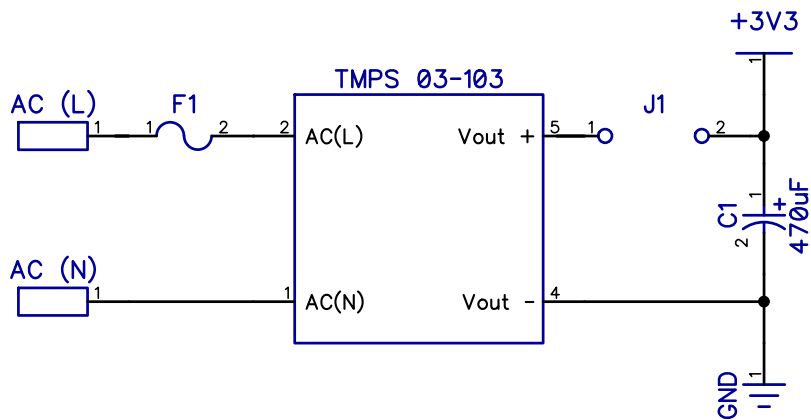 +3V3
1
TMPS 03-103
AC (L)
F1
J1
1 1 2 2 AC(L) Vout + 5 1 2
1
C1 + 470uF
2
AC (N)
1 1 AC(N) Vout - 4
1
GND